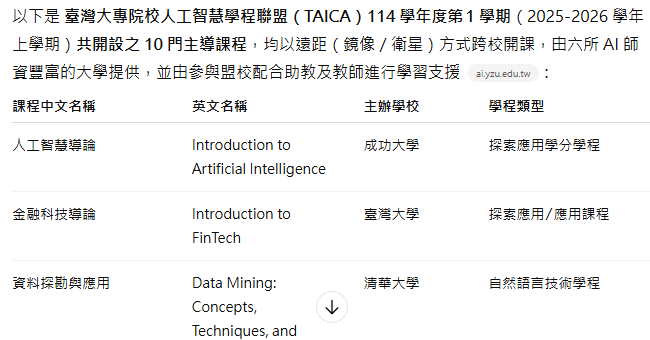 以下是 臺灣大專院校人工智慧學程聯盟（TAICA）114 學年度第 1 學期（2025-2026 學年
上學期）共開設之 10 門主導課程，均以遠距（鏡像／衛星）方式跨校開課，由六所 AI 師
資豐富的大學提供，並由參與盟校配合助教及教師進行學習支援 ai.yzu.edu.tw ：
課程中文名稱 英文名稱 主辦學校 學程類型
人工智慧導論 Introduction to 成功大學 探索應用學分學程
Artificial Intelligence
金融科技導論 Introduction to 臺灣大學 探索應用/應用課程
FinTech
資料探勘與應用 Data Mining: 清華大學 自然語言技術學程
Concepts,
Techniques, and